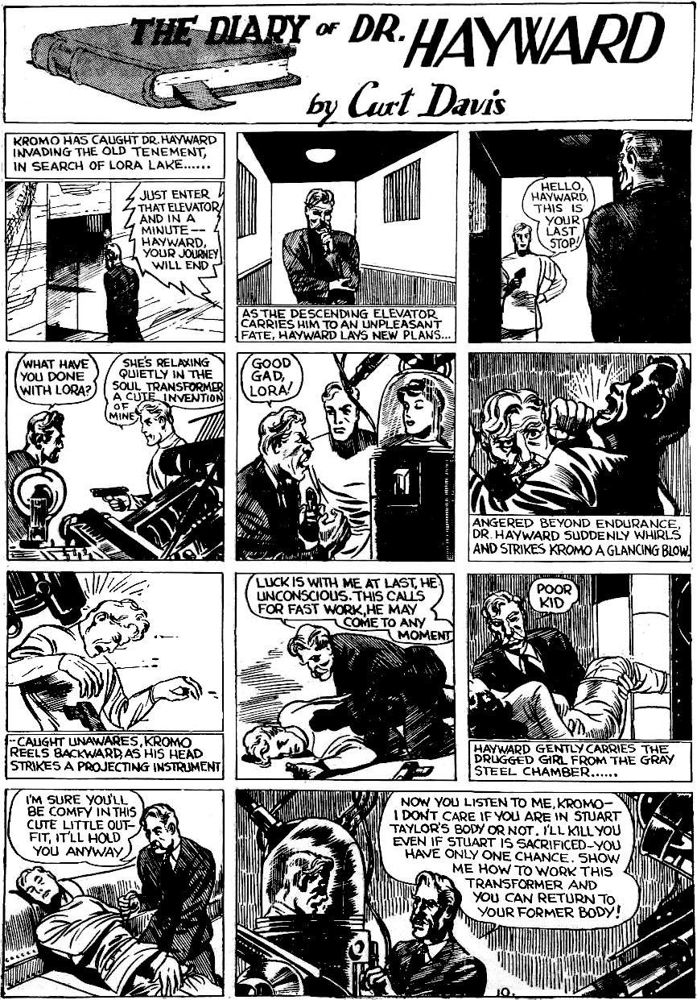 THE DIARY OF DR. HAYWARD
by Curt Davis
KROMO HAS CAUGHT DR. HAYWARD
INVADING THE OLD TENEMENT,
IN SEARCH OF LORA LAKE......
JUST ENTER
THAT ELEVATOR
AND IN A
MINUTE--
HAYWARD,
YOUR JOURNEY
WILL END
AS THE DESCENDING ELEVATOR
CARRIES HIM TO AN UNPLEASANT
FATE, HAYWARD LAYS NEW PLANS...
HELLO,
HAYWARD,
THIS IS
YOUR
LAST
STOP!
WHAT HAVE
YOU DONE
WITH LORA?
SHE'S RELAXING
QUIETLY IN THE
SOUL TRANSFORMER
A CUTE INVENTION
OF
MINE
GOOD
GAD,
LORA!
ANGERED BEYOND ENDURANCE,
DR. HAYWARD SUDDENLY WHIRLS
AND STRIKES KROMO A GLANCING BLOW.
-CAUGHT UNAWARES, KROMO
REELS BACKWARD, AS HIS HEAD
STRIKES A PROJECTING INSTRUMENT
LUCK IS WITH ME AT LAST, HE
UNCONSCIOUS. THIS CALLS
FOR FAST WORK, HE MAY
COME TO ANY
MOMENT
POOR
KID
HAYWARD GENTLY CARRIES THE
DRUGGED GIRL FROM THE GRAY
STEEL CHAMBER......
I'M SURE YOU'LL
BE COMFY IN THIS
CUTE LITTLE OUT-
FIT, IT'LL HOLD
YOU ANYWAY
NOW YOU LISTEN TO ME, KROMO-
I DON'T CARE IF YOU ARE IN STUART
TAYLOR'S BODY OR NOT. I'LL KILL YOU
EVEN IF STUART IS SACRIFICED-YOU
HAVE ONLY ONE CHANCE. SHOW
ME HOW TO WORK THIS
TRANSFORMER AND
YOU CAN RETURN TO
YOUR FORMER BODY!
10.